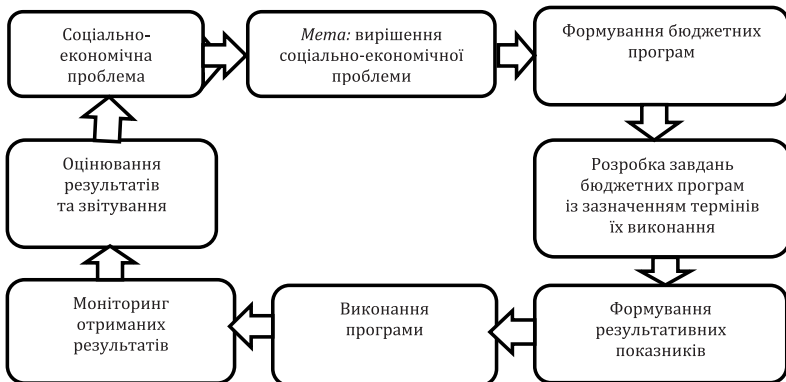 Соціально-
економічна
проблема
Мета: вирішення
соціально-економічної
проблеми
Формування бюджетних
програм
Розробка завдань
бюджетних програм
із зазначенням термінів
їх виконання
Формування
результативних
показників
Виконання
програми
Моніторинг
отриманих
результатів
Оцінювання
результатів
та звітування